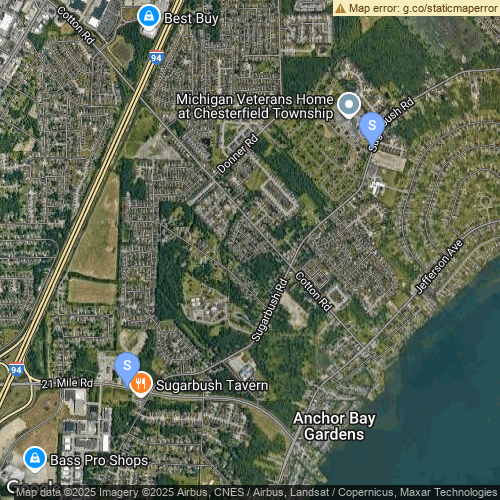 Map error: g.co/staticmaperror
Cotton Rd
Best Buy
94
Michigan Veterans Home
at Chesterfield Township
S
Sugarbush Rd
Donner Rd
Jefferson Ave
Cotton Rd
Sugarbush Rd
94
21 Mile Rd
S
Sugarbush Tavern
Anchor Bay
Gardens
Bass Pro Shops
Google
Map data ©2025 Imagery ©2025 Airbus, CNES / Airbus, Landsat / Copernicus, Maxar Technologies